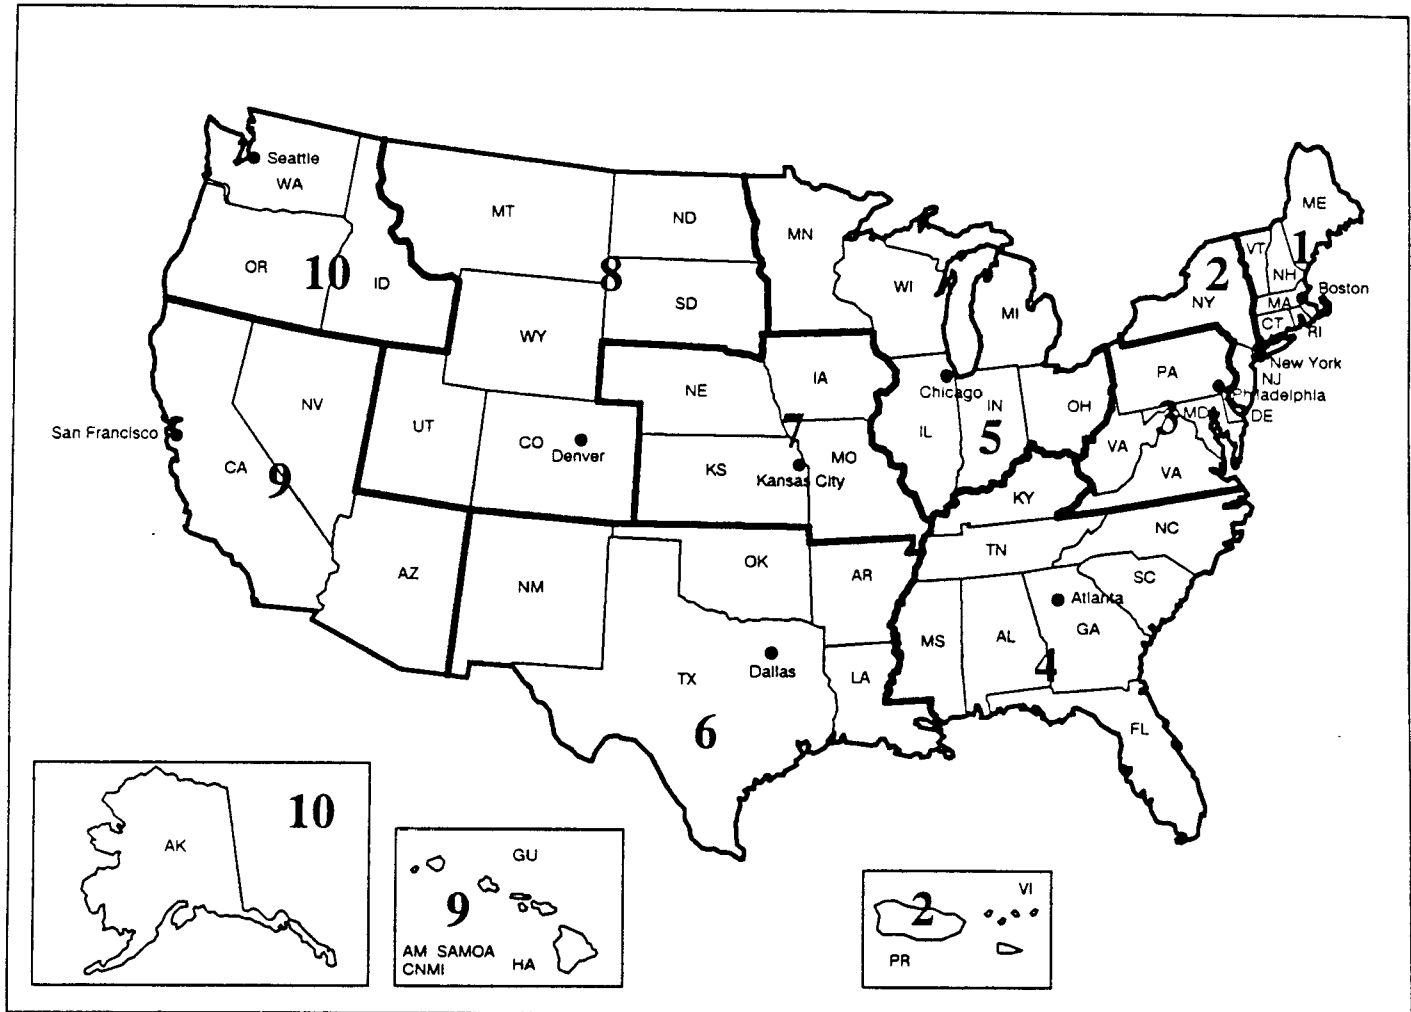 Seattle
WA
MT
ND
MN
ME
OR
10
ID
8
SD
WI
MI
VT
1
NH
2
NY
MA
Boston
CT
RI
WY
New York
NJ
PA
Philadelphia
NV
UT
NE
IA
Chicago
IN
OH
MD
DE
3
San Francisco
CA
9
CO
Denver
KS
7
Kansas City
MO
IL
5
VA
VA
KY
AZ
NM
OK
AR
TN
NC
SC
Atlanta
GA
MS
AL
4
TX
Dallas
LA
6
FL
AK
10
GU
9
AM SAMOA
CNMI
HA
2
VI
PR